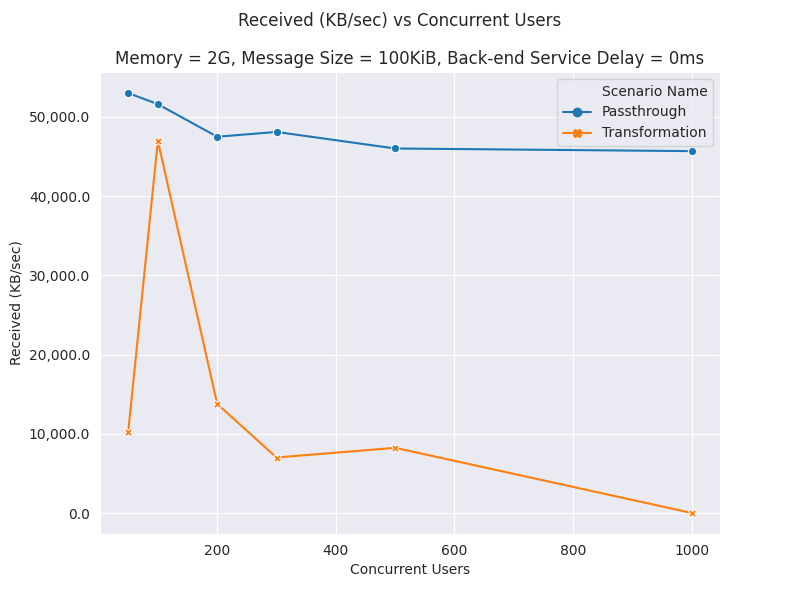 Received (KB/sec) vs Concurrent Users
Memory = 2G, Message Size = 100KiB, Back-end Service Delay = 0ms
Scenario Name
Passthrough
Transformation
50,000.0
40,000.0
30,000.0
20,000.0
10,000.0
0.0
Received (KB/sec)
200 400 600 800 1000
Concurrent Users